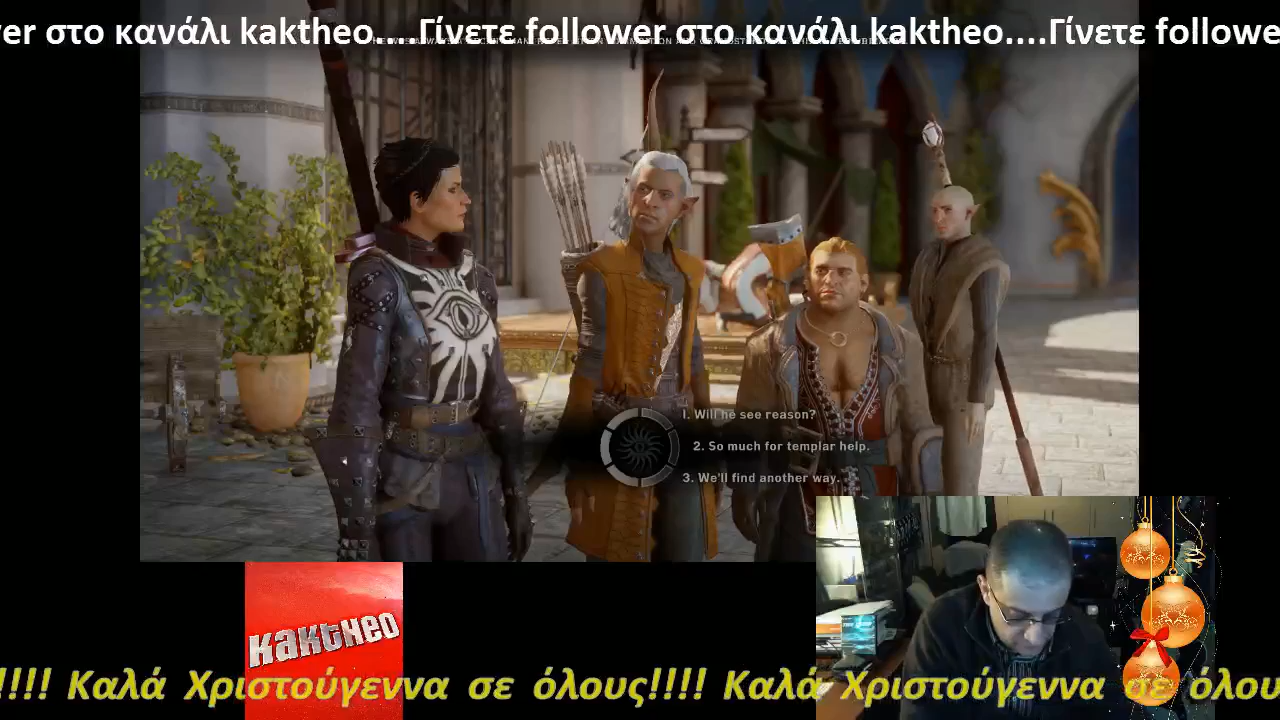 er στο κανάλι kaktheo....Γίνετε follower στο κανάλι kaktheo....Γίνετε followe
1. Will he see reason?
2. So much for templar help.
3. We'll find another way.
kaktheo
!!!! Καλά Χριστούγεννα σε όλους!!!! Καλά Χριστούγεννα σε όλου